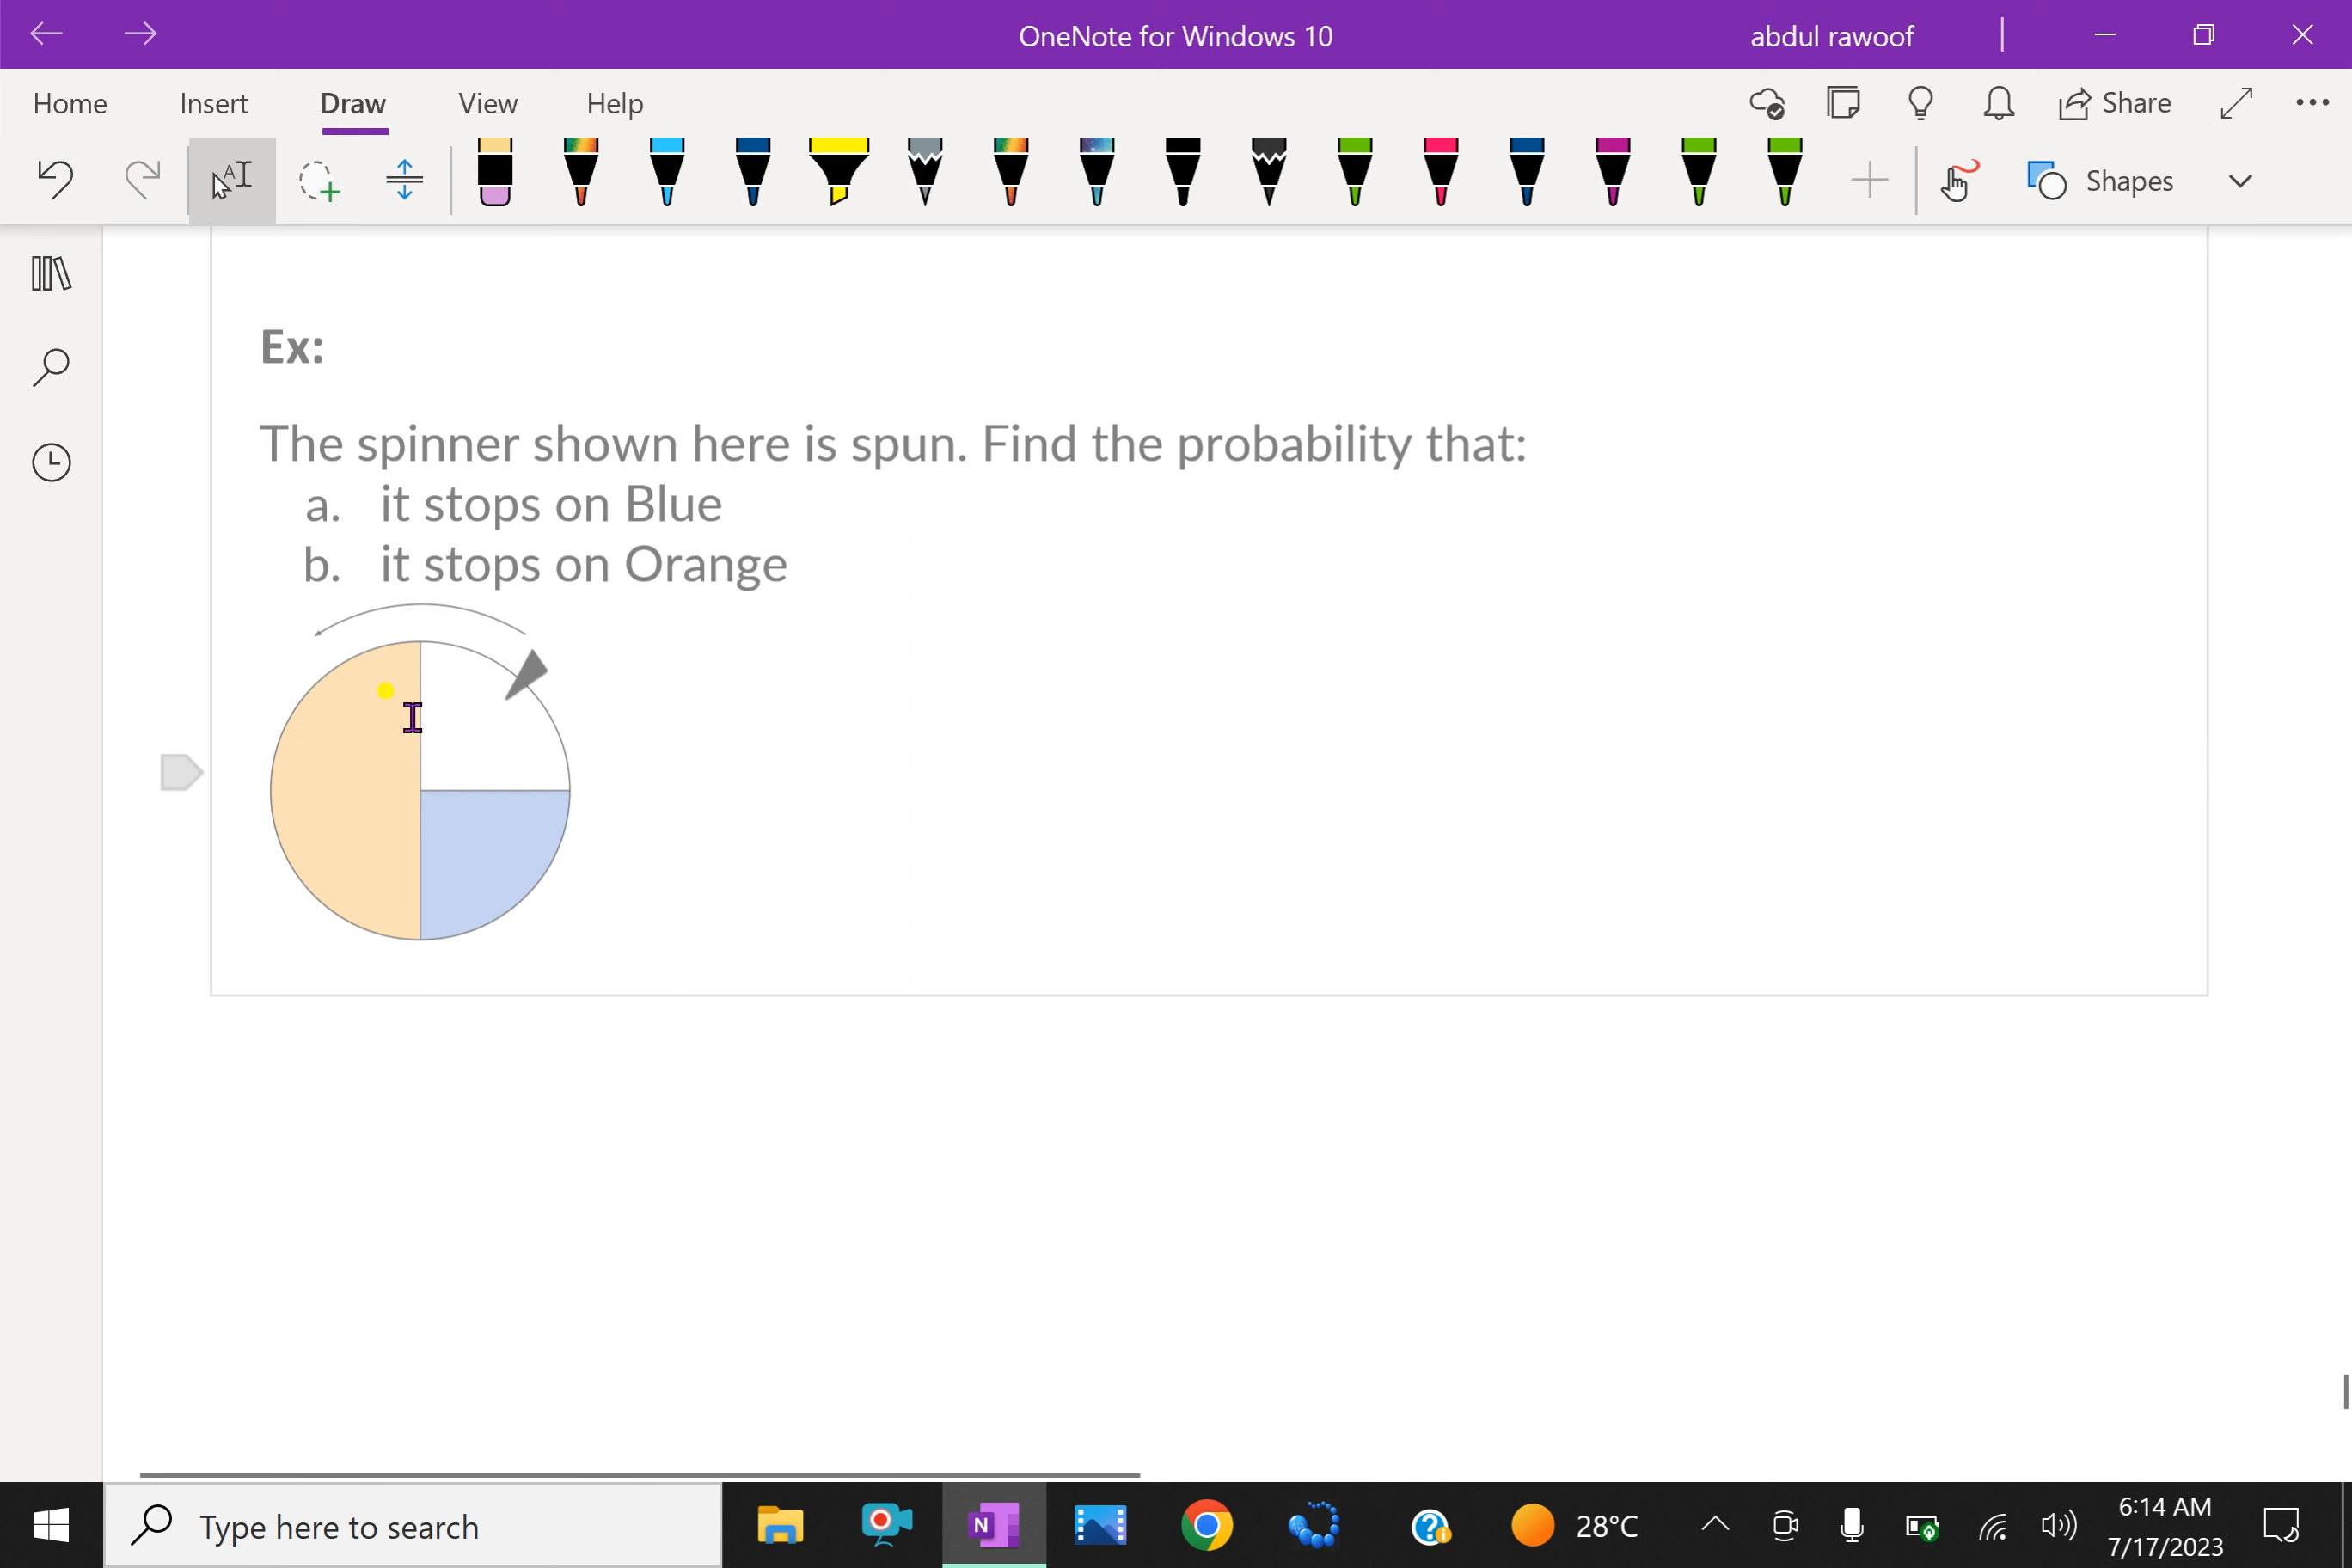 OneNote for Windows 10
abdul rawoof
Home
Insert
Draw
View
Help
Share
Shapes
Ex:
The spinner shown here is spun. Find the probability that:
a. it stops on Blue
b. it stops on Orange
Type here to search
N
28°C
6:14 AM
7/17/2023